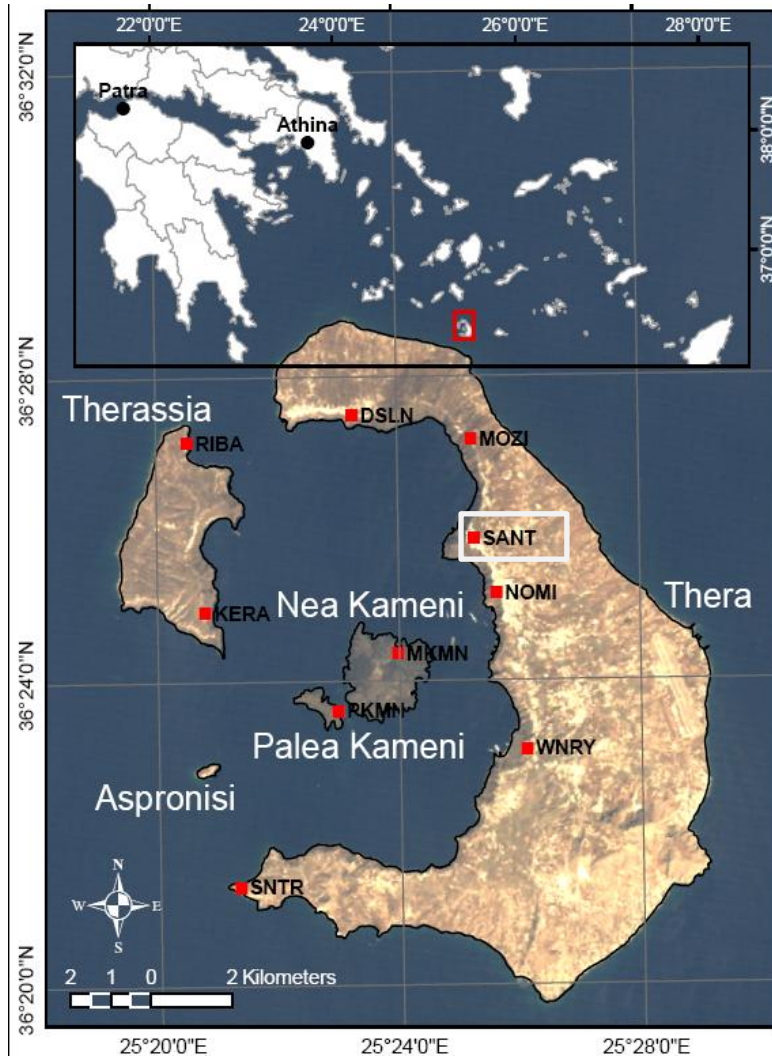 22°0'0"E 24°0'0"E 26°0'0"E 28°0'0"E
36°32'0"N
Patra
Athina
38°0'0"N
37°0'0"N
36°28'0"N
Therassia
DSLN
RIBA
MOZI
SANT
NOMI
Nea Kameni
Thera
KERA
MKMN
36°24'0"N
PKMN
Palea Kameni
WNRY
Aspronisi
SNTR
N
W E
S
2 1 0 2 Kilometers
36°20'0"N
25°20'0"E 25°24'0"E 25°28'0"E